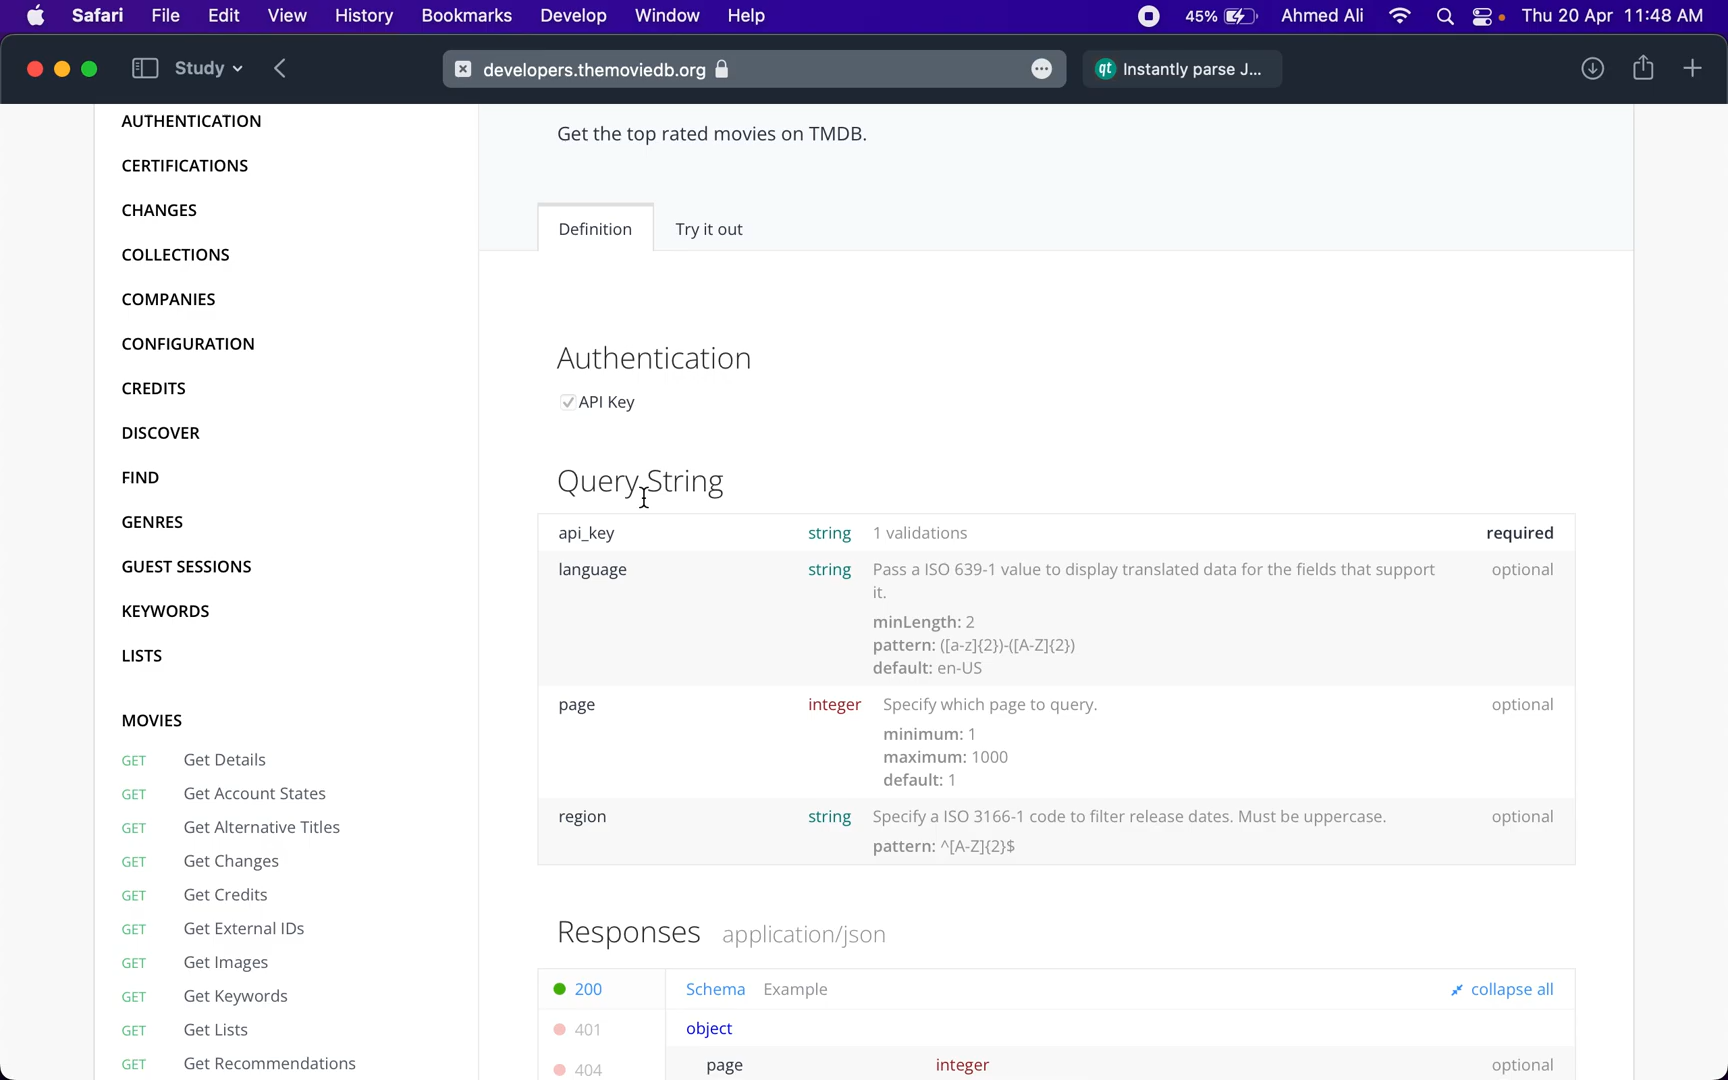 Safari File Edit View History Bookmarks Develop Window Help 45% Ahmed Ali Thu 20 Apr 11:48 AM
Study developers.themoviedb.org qt Instantly parse J...
AUTHENTICATION
CERTIFICATIONS
CHANGES
COLLECTIONS
COMPANIES
CONFIGURATION
CREDITS
DISCOVER
FIND
GENRES
GUEST SESSIONS
KEYWORDS
LISTS
MOVIES
GET Get Details
GET Get Account States
GET Get Alternative Titles
GET Get Changes
GET Get Credits
GET Get External IDs
GET Get Images
GET Get Keywords
GET Get Lists
GET Get Recommendations
Get the top rated movies on TMDB.
Definition Try it out
Authentication
API Key
Query String
api_key string 1 validations required
language string Pass a ISO 639-1 value to display translated data for the fields that support optional
it.
minLength: 2
pattern: ([a-z]{2})-([A-Z]{2})
default: en-US
page integer Specify which page to query. optional
minimum: 1
maximum: 1000
default: 1
region string Specify a ISO 3166-1 code to filter release dates. Must be uppercase. optional
pattern: ^[A-Z]{2}$
Responses application/json
200 Schema Example collapse all
401 object
404 page integer optional